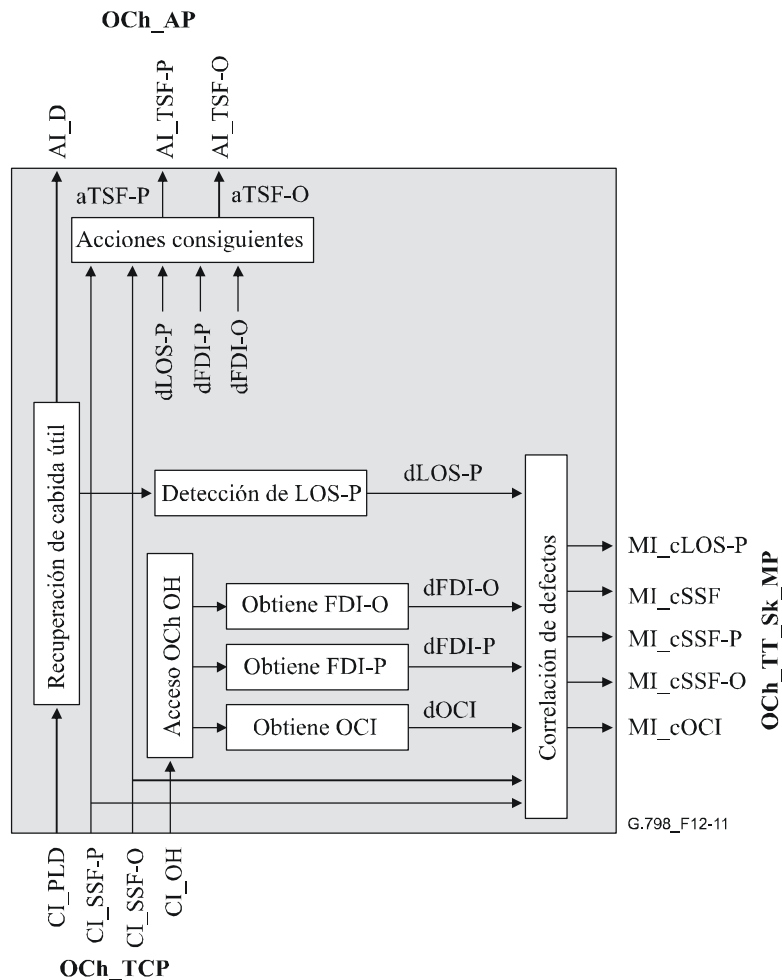 OCh_AP
AI_D
AI_TSF-P
AI_TSF-O
aTSF-P
aTSF-O
Acciones consiguientes
dLOS-P
dFDI-P
dFDI-O
Recuperación de cabida útil
Detección de LOS-P
dLOS-P
Acceso OCh OH
Obtiene FDI-O
dFDI-O
Obtiene FDI-P
dFDI-P
Obtiene OCI
dOCI
Correlación de defectos
MI_cLOS-P
MI_cSSF
MI_cSSF-P
MI_cSSF-O
MI_cOCI
OCh_TT_Sk_MP
G.798_F12-11
CI_PLD
CI_SSF-P
CI_SSF-O
CI_OH
OCh_TCP